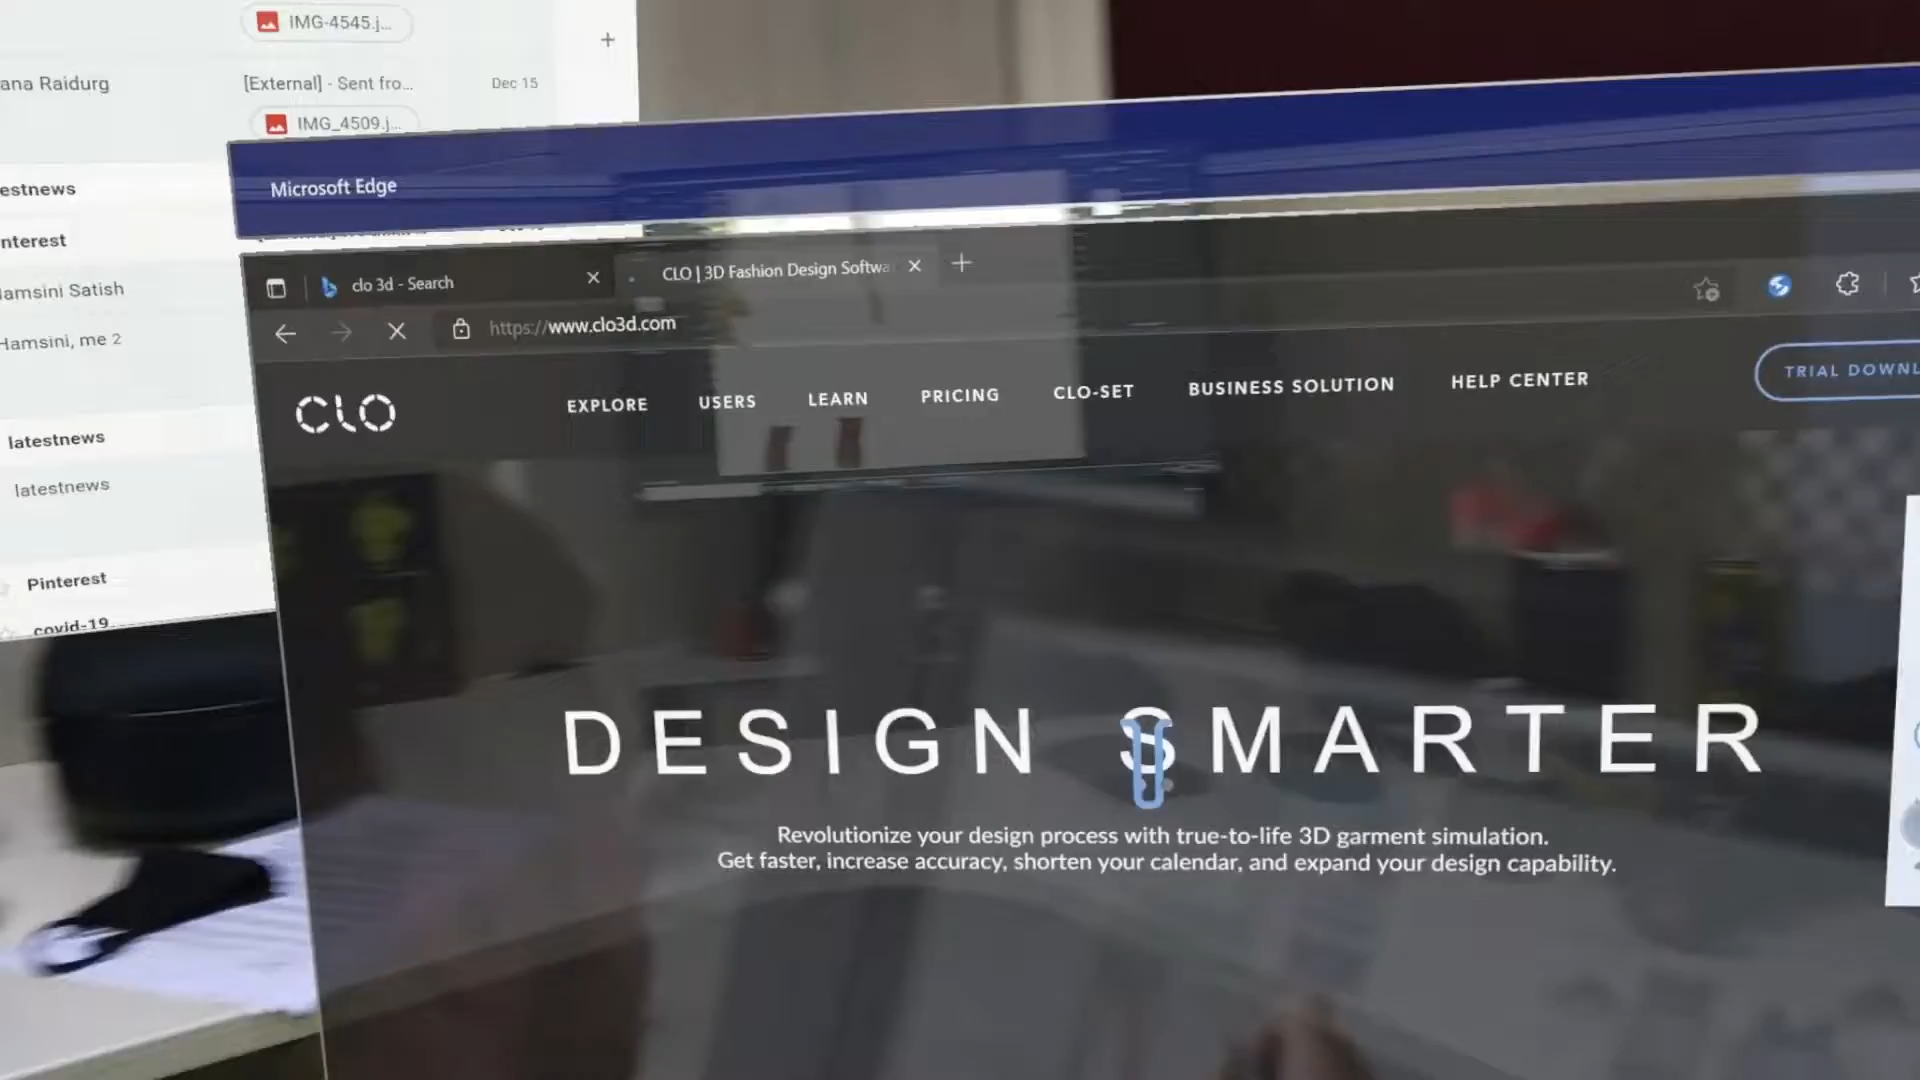 IMG-4545.j...
ana Raidurg
[External] - Sent fro...
Dec 15
IMG_4509.j...
estnews
nterest
Hamsini Satish
Hamsini, me 2
latestnews
latestnews
Pinterest
covid-19
Microsoft Edge
clo 3d - Search
CLO | 3D Fashion Design Softwa
https://www.clo3d.com
CLO
EXPLORE
USERS
LEARN
PRICING
CLO-SET
BUSINESS SOLUTION
HELP CENTER
TRIAL DOWNL
DESIGN SMARTER
Revolutionize your design process with true-to-life 3D garment simulation.
Get faster, increase accuracy, shorten your calendar, and expand your design capability.